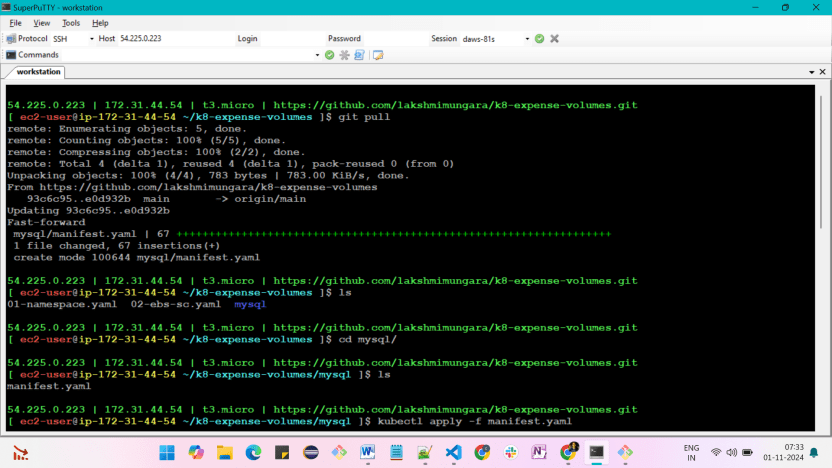 SuperPuTTY - workstation
File View Tools Help
Protocol SSH Host 54.225.0.223 Login Password Session daws-81s
Commands
workstation
54.225.0.223 | 172.31.44.54 | t3.micro | https://github.com/lakshmimungara/k8-expense-volumes.git
[ ec2-user@ip-172-31-44-54 ~/k8-expense-volumes ]$ git pull
remote: Enumerating objects: 5, done.
remote: Counting objects: 100% (5/5), done.
remote: Compressing objects: 100% (2/2), done.
remote: Total 4 (delta 1), reused 4 (delta 1), pack-reused 0 (from 0)
Unpacking objects: 100% (4/4), 783 bytes | 783.00 KiB/s, done.
From https://github.com/lakshmimungara/k8-expense-volumes
93c6c95..e0d932b main -> origin/main
Updating 93c6c95..e0d932b
Fast-forward
mysql/manifest.yaml | 67 +++++++++++++++++++++++++++++++++++++++++++++++++++++++++++++++++++
1 file changed, 67 insertions(+)
create mode 100644 mysql/manifest.yaml
54.225.0.223 | 172.31.44.54 | t3.micro | https://github.com/lakshmimungara/k8-expense-volumes.git
[ ec2-user@ip-172-31-44-54 ~/k8-expense-volumes ]$ ls
01-namespace.yaml 02-ebs-sc.yaml mysql
54.225.0.223 | 172.31.44.54 | t3.micro | https://github.com/lakshmimungara/k8-expense-volumes.git
[ ec2-user@ip-172-31-44-54 ~/k8-expense-volumes ]$ cd mysql/
54.225.0.223 | 172.31.44.54 | t3.micro | https://github.com/lakshmimungara/k8-expense-volumes.git
[ ec2-user@ip-172-31-44-54 ~/k8-expense-volumes/mysql ]$ ls
manifest.yaml
54.225.0.223 | 172.31.44.54 | t3.micro | https://github.com/lakshmimungara/k8-expense-volumes.git
[ ec2-user@ip-172-31-44-54 ~/k8-expense-volumes/mysql ]$ kubectl apply -f manifest.yaml
ENG
IN
07:33
01-11-2024